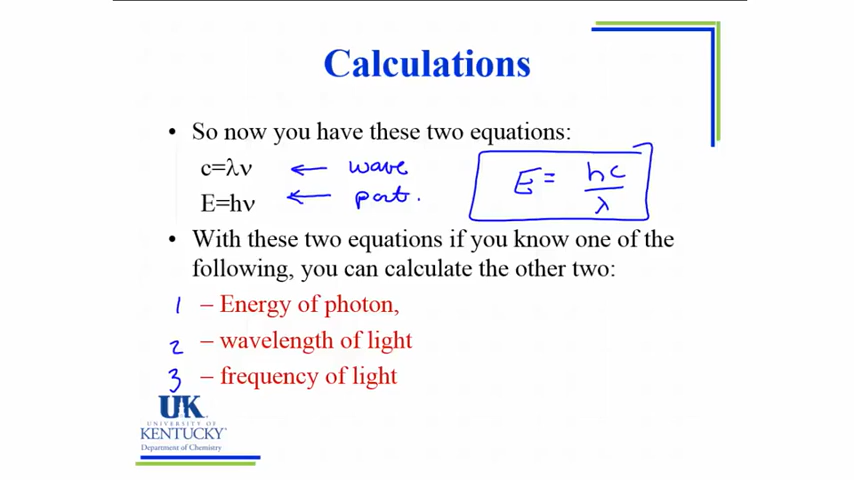 Calculations
• So now you have these two equations:
c=λν ← wave
E=hν ← part.
E = hc/λ
• With these two equations if you know one of the
following, you can calculate the other two:
1 – Energy of photon,
2 – wavelength of light
3 – frequency of light
UK
UNIVERSITY OF
KENTUCKY
Department of Chemistry